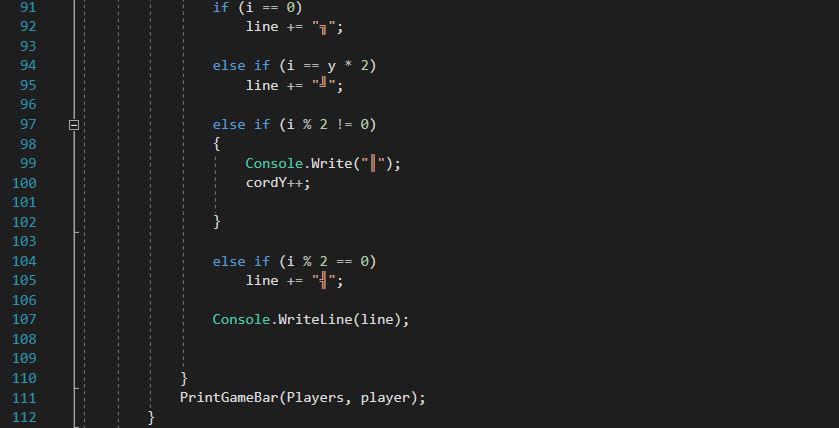 91 if (i == 0)
92 line += "╗";
93
94 else if (i == y * 2)
95 line += "╝";
96
97 else if (i % 2 != 0)
98 {
99 Console.Write("║");
100 cordY++;
101
102 }
103
104 else if (i % 2 == 0)
105 line += "╣";
106
107 Console.WriteLine(line);
108
109
110 }
111 PrintGameBar(Players, player);
112 }